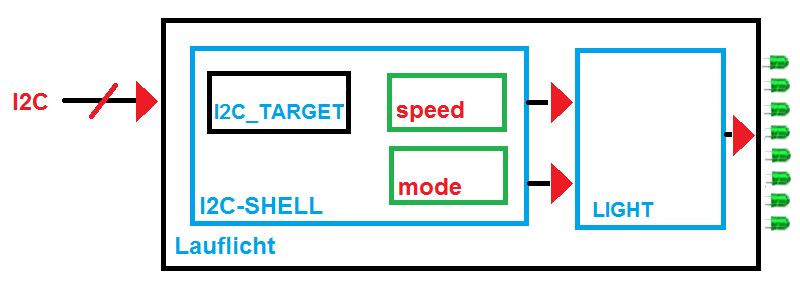 I2C
I2C_TARGET
speed
mode
I2C-SHELL
LIGHT
Lauflicht